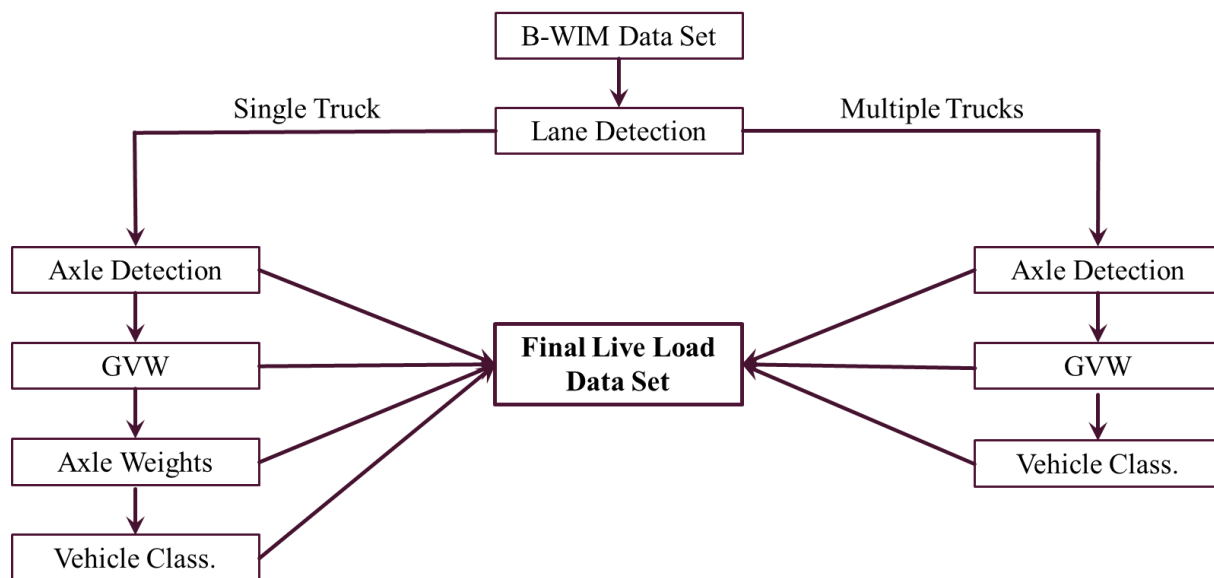 B-WIM Data Set
Single Truck
Multiple Trucks
Lane Detection
Axle Detection
Axle Detection
Final Live Load
Data Set
GVW
GVW
Axle Weights
Vehicle Class.
Vehicle Class.